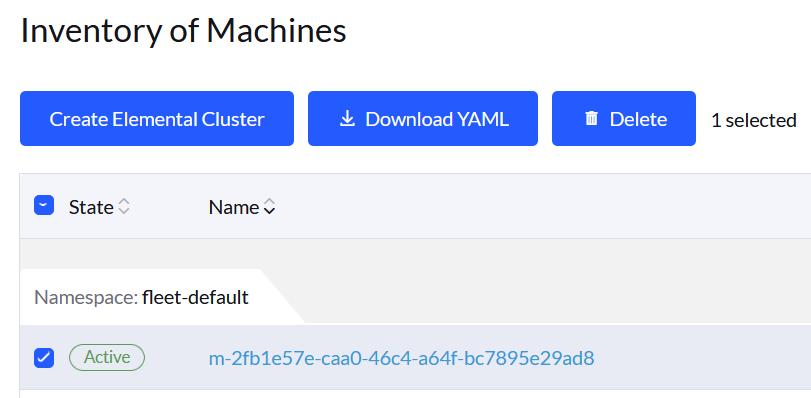 Inventory of Machines
Create Elemental Cluster Download YAML Delete 1 selected
State Name
Namespace: fleet-default
Active m-2fb1e57e-caa0-46c4-a64f-bc7895e29ad8